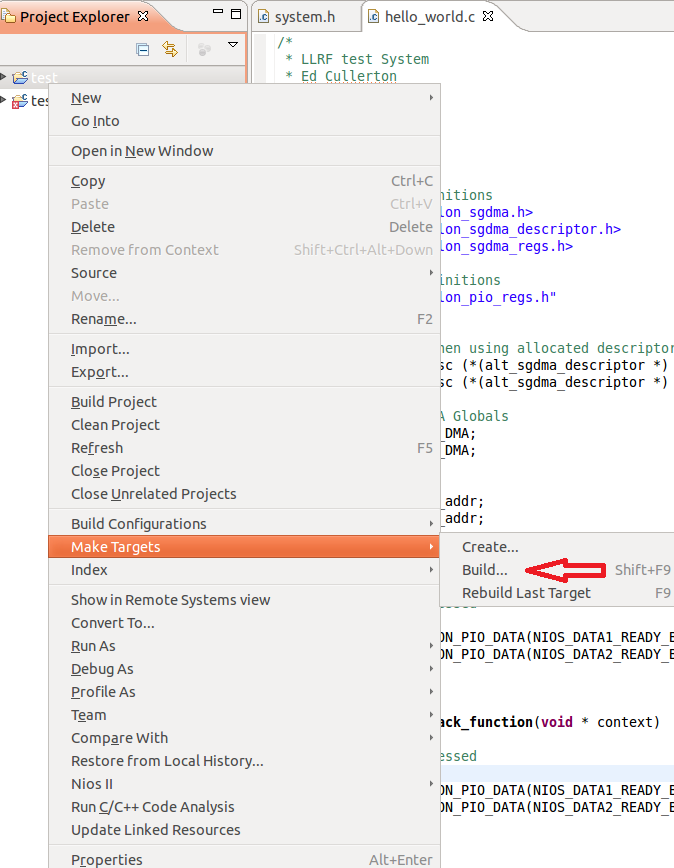 Project Explorer
system.h
hello_world.c
/*
* LLRF test System
* Ed Cullerton
test
tes
New
Go Into
Open in New Window
Copy Ctrl+C
Paste Ctrl+V
Delete Delete
Remove from Context Shift+Ctrl+Alt+Down
Source
Move...
Rename... F2
Import...
Export...
Build Project
Clean Project
Refresh F5
Close Project
Close Unrelated Projects
Build Configurations
Make Targets
Index
Show in Remote Systems view
Convert To...
Run As
Debug As
Profile As
Team
Compare With
Restore from Local History...
Nios II
Run C/C++ Code Analysis
Update Linked Resources
Properties Alt+Enter
Create...
Build... Shift+F9
Rebuild Last Target F9
initions
lon_sgdma.h>
lon_sgdma_descriptor.h>
lon_sgdma_regs.h>
initions
lon_pio_regs.h"
hen using allocated descriptor
sc (*(alt_sgdma_descriptor *)
sc (*(alt_sgdma_descriptor *)
A Globals
_DMA;
_DMA;
_addr;
_addr;
ON_PIO_DATA(NIOS_DATA1_READY_B
ON_PIO_DATA(NIOS_DATA2_READY_B
ack_function(void * context)
essed
ON_PIO_DATA(NIOS_DATA1_READY_B
ON_PIO_DATA(NIOS_DATA2_READY_B